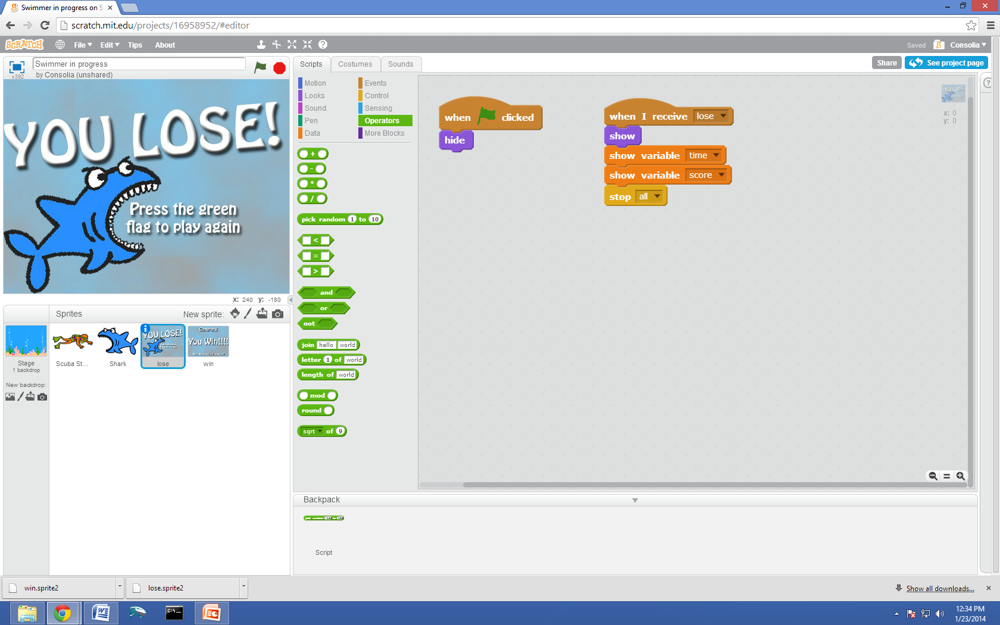 Swimmer in progress on S
scratch.mit.edu/projects/16958952/#editor
SCRATCH
File
Edit
Tips
About
Saved
Consolia
v392
Swimmer in progress
by Consolia (unshared)
Scripts
Costumes
Sounds
Share
See project page
YOU LOSE!
Press the green
flag to play again
Motion
Events
Looks
Control
Sound
Sensing
Pen
Operators
Data
More Blocks
+
-
*
/
pick random 1 to 10
<
=
>
and
or
not
join hello world
letter 1 of world
length of world
mod
round
sqrt of 9
when clicked
hide
when I receive lose
show
show variable time
show variable score
stop all
YOU LOSE!
x: 0
y: 0
x: 240 y: -180
Sprites
New sprite:
Stage
1 backdrop
New backdrop:
Scuba St...
Shark
YOU LOSE!
lose
Congrats!
You Win!!!!
win
Backpack
Script
win.sprite2
lose.sprite2
Show all downloads...
12:34 PM
1/23/2014